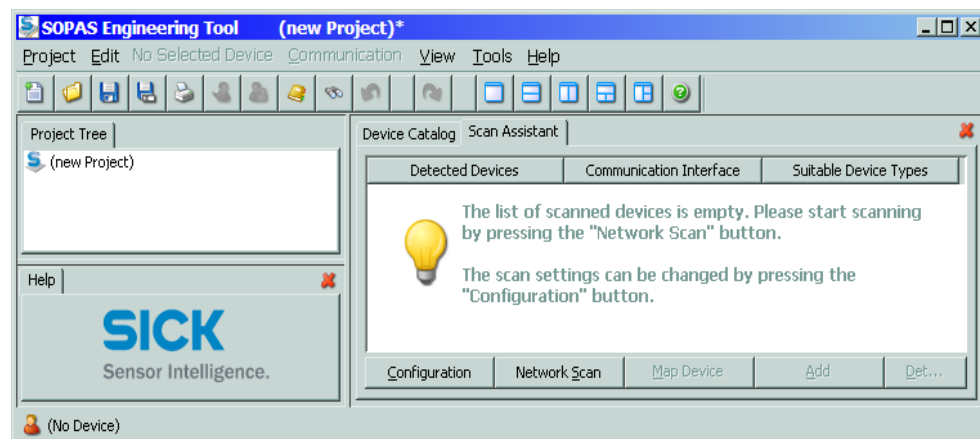 SOPAS Engineering Tool (new Project)*
Project Edit No Selected Device Communication View Tools Help
Project Tree
(new Project)
Device Catalog Scan Assistant
Detected Devices Communication Interface Suitable Device Types
The list of scanned devices is empty. Please start scanning
by pressing the "Network Scan" button.
The scan settings can be changed by pressing the
"Configuration" button.
Configuration Network Scan Map Device Add Det...
Help
SICK
Sensor Intelligence.
(No Device)